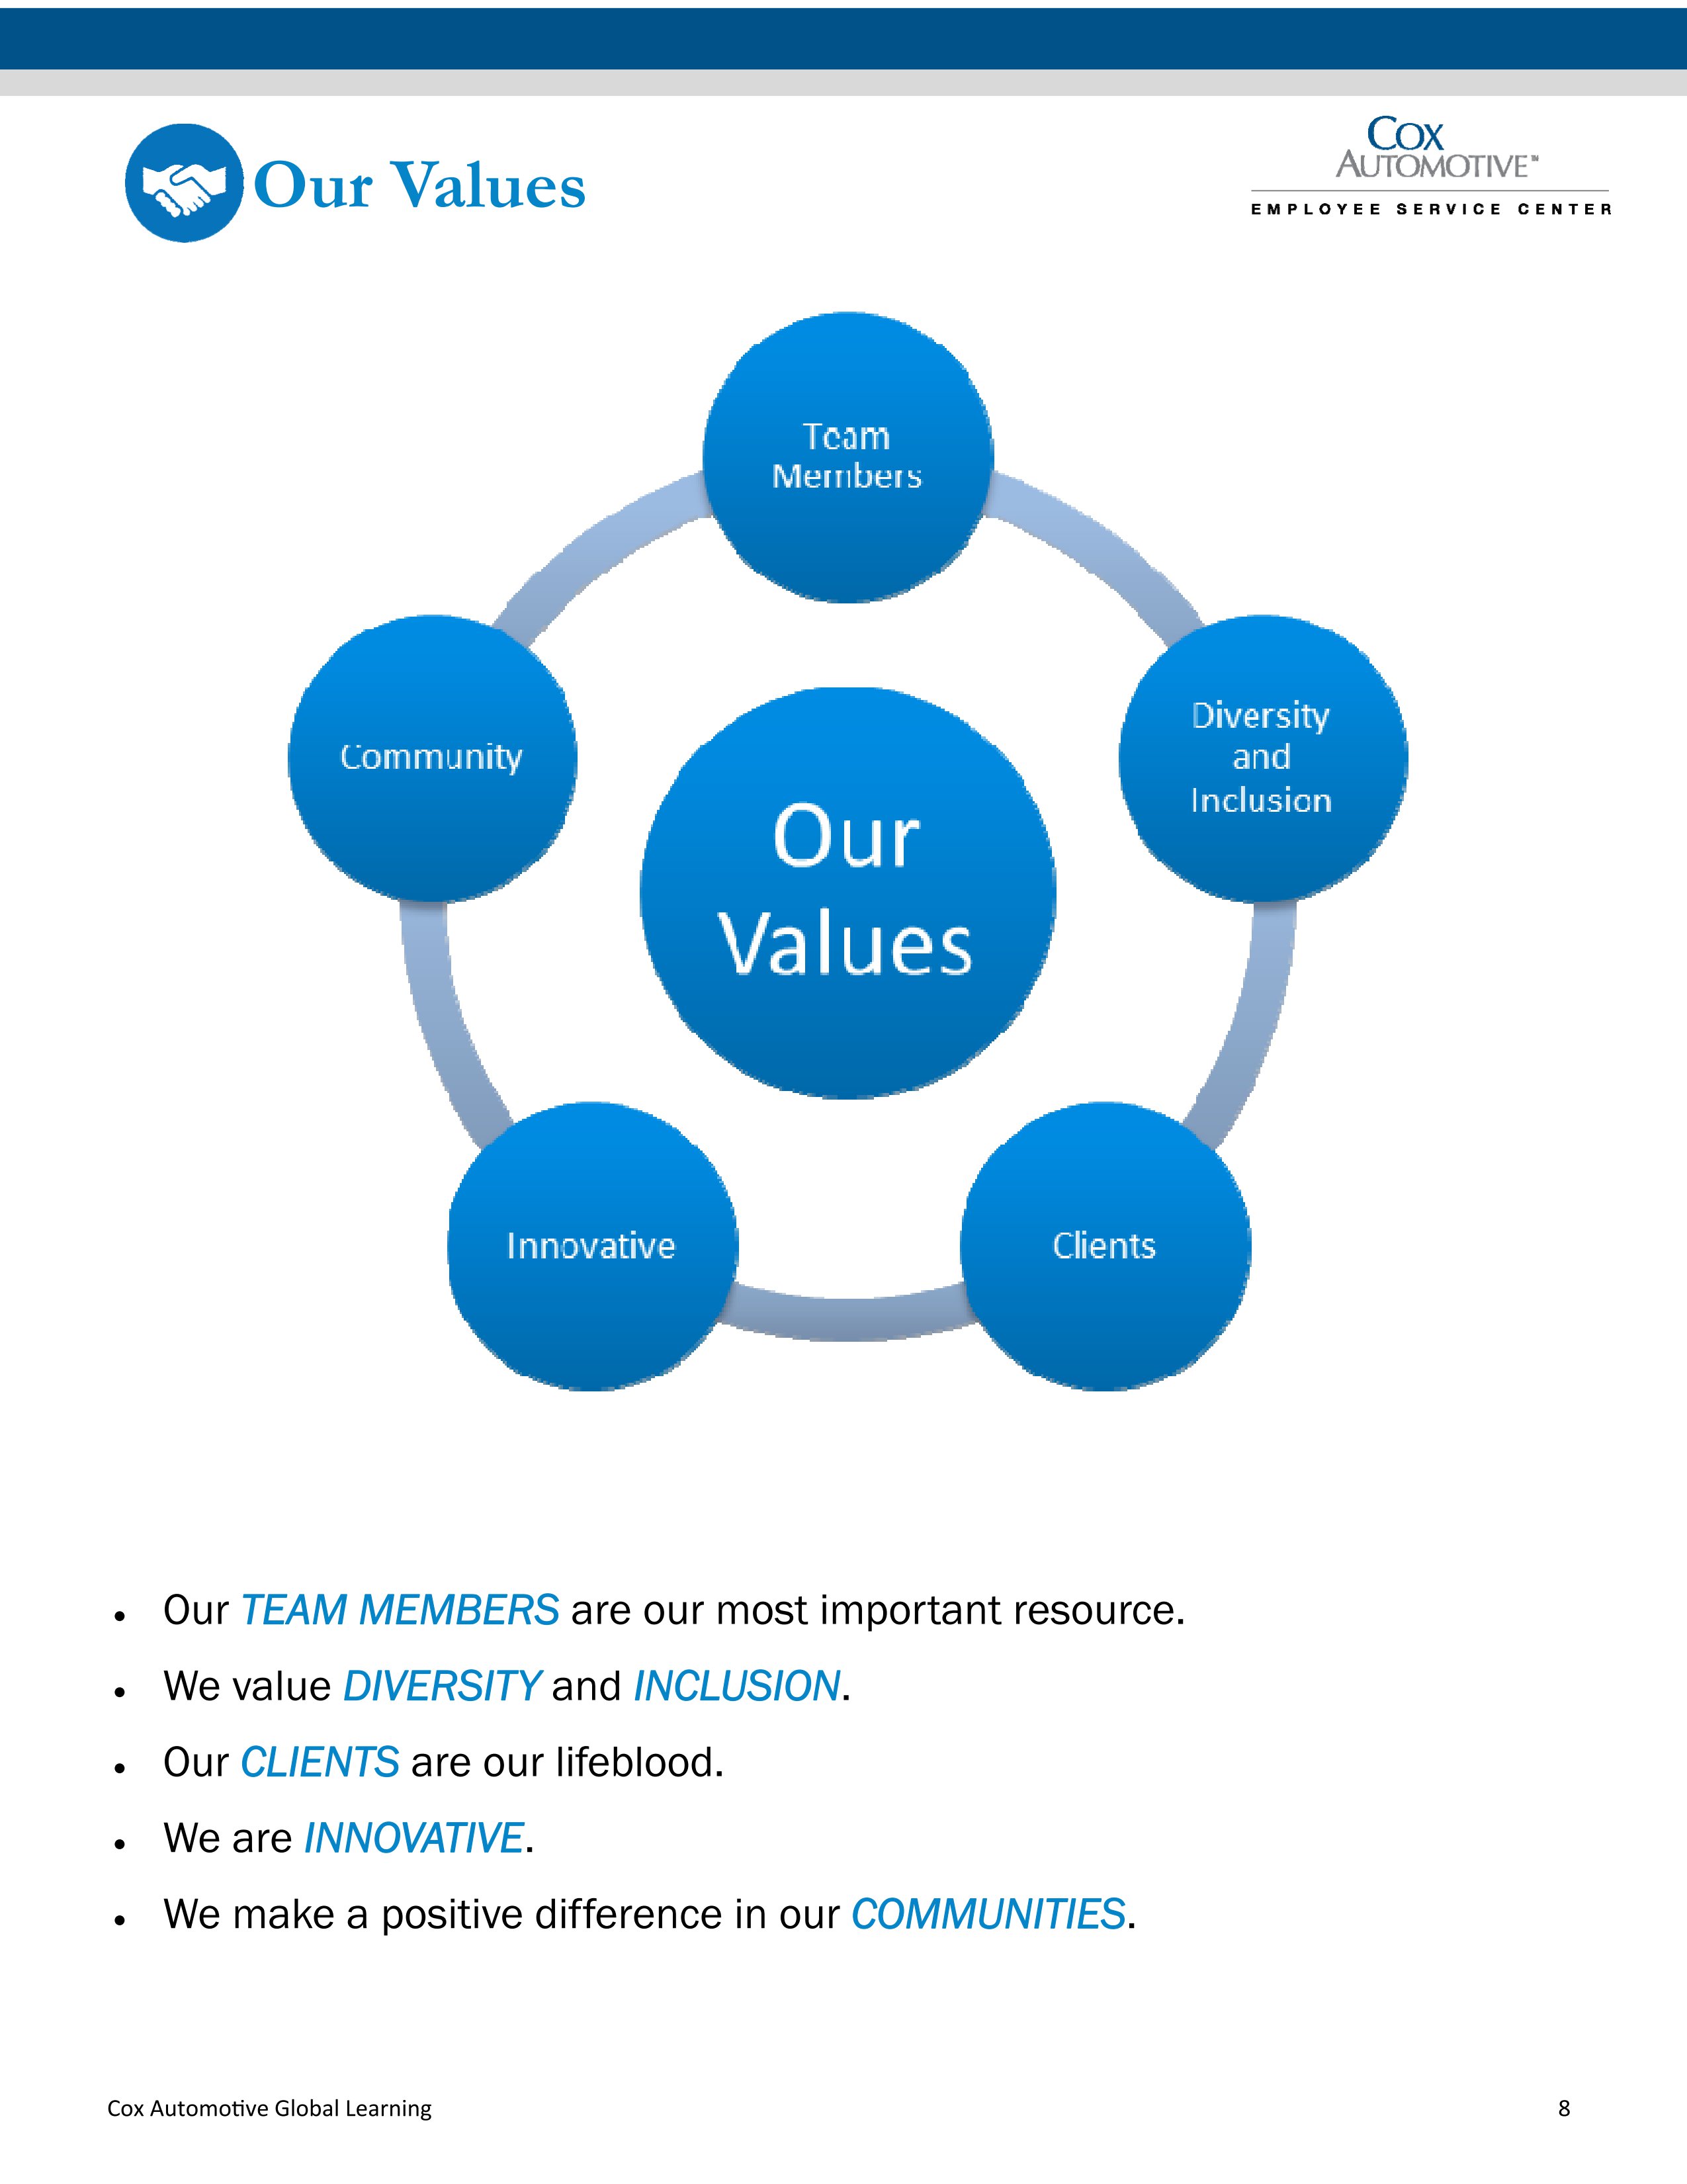 Our Values
COX
AUTOMOTIVE™
EMPLOYEE SERVICE CENTER
Team
Members
Diversity
and
Inclusion
Community
Our
Values
Innovative
Clients
• Our TEAM MEMBERS are our most important resource.
• We value DIVERSITY and INCLUSION.
• Our CLIENTS are our lifeblood.
• We are INNOVATIVE.
• We make a positive difference in our COMMUNITIES.
Cox Automotive Global Learning
8